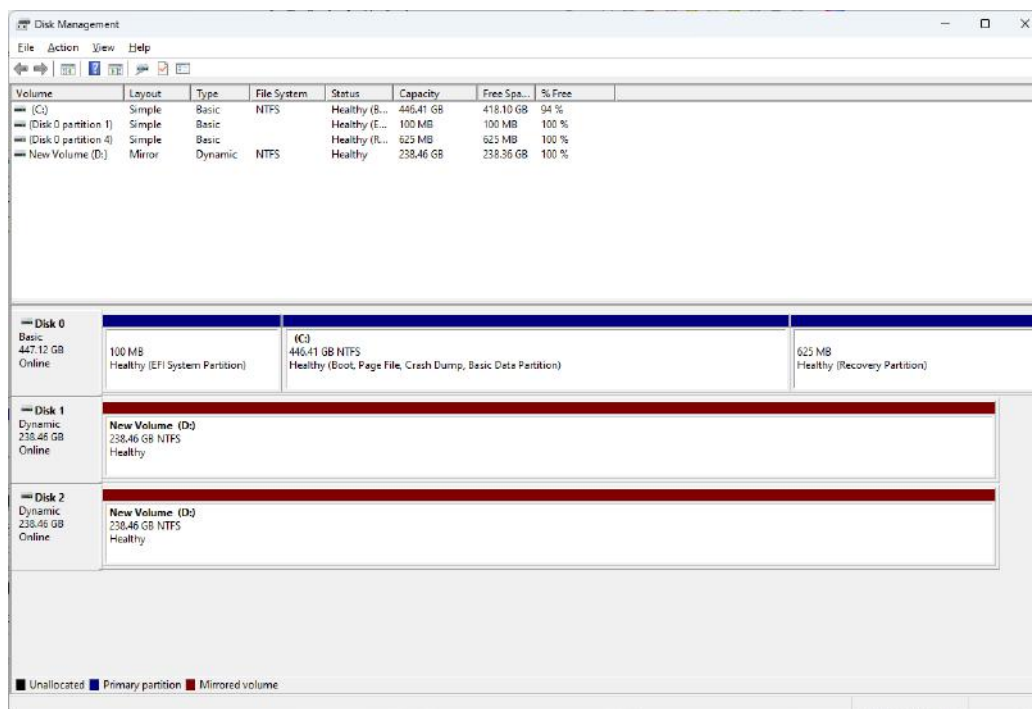 Disk Management
File Action View Help
Volume Layout Type File System Status Capacity Free Spa... % Free
(C:) Simple Basic NTFS Healthy (B... 446.41 GB 418.10 GB 94 %
(Disk 0 partition 1) Simple Basic Healthy (E... 100 MB 100 MB 100 %
(Disk 0 partition 4) Simple Basic Healthy (R... 625 MB 625 MB 100 %
New Volume (D:) Mirror Dynamic NTFS Healthy 238.46 GB 238.36 GB 100 %
Disk 0
Basic
447.12 GB
Online
100 MB
Healthy (EFI System Partition)
(C:)
446.41 GB NTFS
Healthy (Boot, Page File, Crash Dump, Basic Data Partition)
625 MB
Healthy (Recovery Partition)
Disk 1
Dynamic
238.46 GB
Online
New Volume (D:)
238.46 GB NTFS
Healthy
Disk 2
Dynamic
238.46 GB
Online
New Volume (D:)
238.46 GB NTFS
Healthy
Unallocated Primary partition Mirrored volume